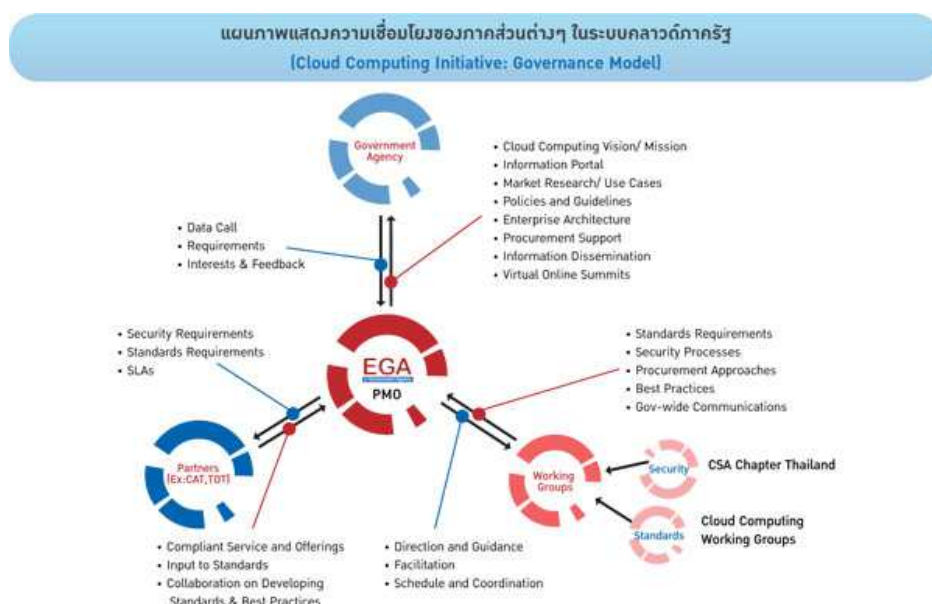 แผนภาพแสดงความเชื่อมโยงของภาคส่วนต่างๆ ในระบบคลาวด์ภาครัฐ
(Cloud Computing Initiative: Governance Model)
Government
Agency
• Cloud Computing Vision/ Mission
• Information Portal
• Market Research/ Use Cases
• Policies and Guidelines
• Enterprise Architecture
• Procurement Support
• Information Dissemination
• Virtual Online Summits
• Data Call
• Requirements
• Interests & Feedback
• Security Requirements
• Standards Requirements
• SLAs
EGA
PMO
• Standards Requirements
• Security Processes
• Procurement Approaches
• Best Practices
• Gov-wide Communications
Partners
(Ex:CAT,TOT)
Working
Groups
Security
CSA Chapter Thailand
Standards
Cloud Computing
Working Groups
• Compliant Service and Offerings
• Input to Standards
• Collaboration on Developing
Standards & Best Practices
• Direction and Guidance
• Facilitation
• Schedule and Coordination